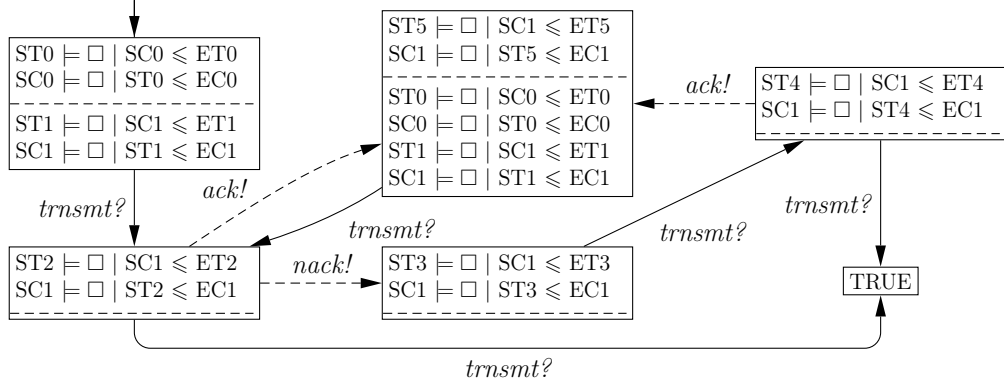 ST0 ⊨ □ | SC0 ⩽ ET0
SC0 ⊨ □ | ST0 ⩽ EC0
ST1 ⊨ □ | SC1 ⩽ ET1
SC1 ⊨ □ | ST1 ⩽ EC1
ST5 ⊨ □ | SC1 ⩽ ET5
SC1 ⊨ □ | ST5 ⩽ EC1
ST0 ⊨ □ | SC0 ⩽ ET0
SC0 ⊨ □ | ST0 ⩽ EC0
ST1 ⊨ □ | SC1 ⩽ ET1
SC1 ⊨ □ | ST1 ⩽ EC1
ack!
ST4 ⊨ □ | SC1 ⩽ ET4
SC1 ⊨ □ | ST4 ⩽ EC1
ack!
trnsmt?
trnsmt?
trnsmt?
trnsmt?
ST2 ⊨ □ | SC1 ⩽ ET2
SC1 ⊨ □ | ST2 ⩽ EC1
nack!
ST3 ⊨ □ | SC1 ⩽ ET3
SC1 ⊨ □ | ST3 ⩽ EC1
TRUE
trnsmt?